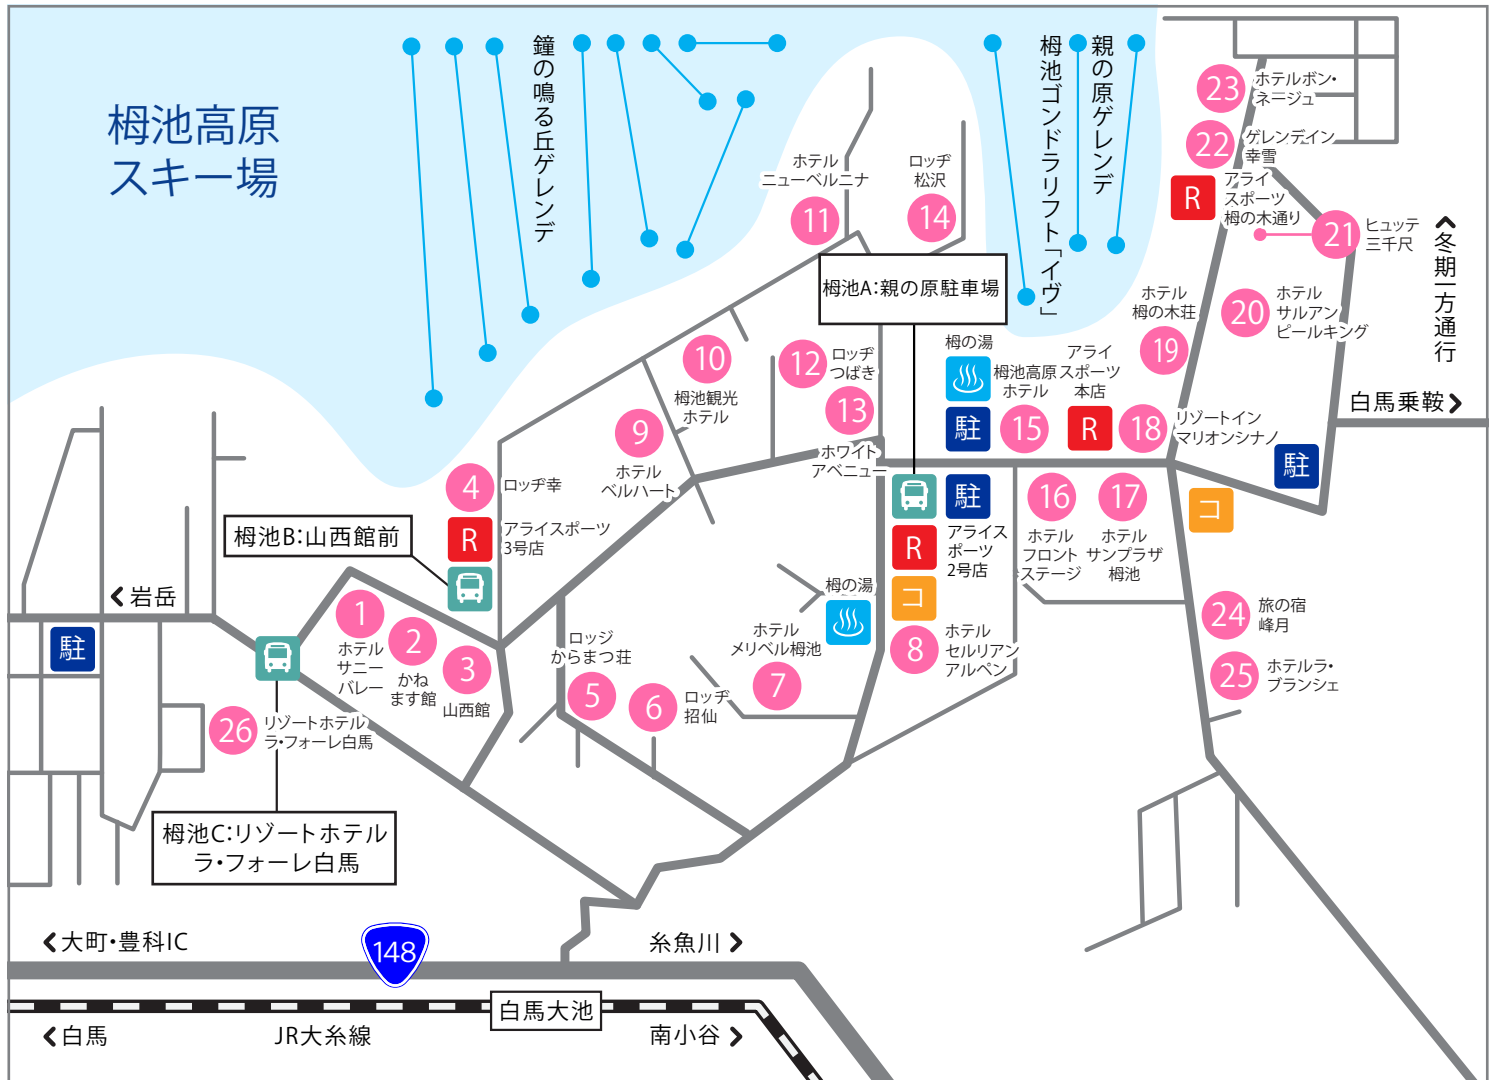 栂池高原
スキー場
鐘の鳴る丘ゲレンデ
栂池ゴンドラリフト「イヴ」
親の原ゲレンデ
23
ホテルボン・
ネージュ
22
ゲレンデイン
幸雪
R
アライ
スポーツ
栂の木通り
21
ヒュッテ
三千尺
冬期一方通行
ホテル
ニューベルニナ
11
ロッヂ
松沢
14
栂池A:親の原駐車場
ホテル
栂の木荘
19
20
ホテル
サルアン
ピールキング
白馬乗鞍
10
栂池観光
ホテル
12
ロッヂ
つばき
13
ホワイト
アベニュー
栂の湯
栂池高原
ホテル
駐
15
アライ
スポーツ
本店
R
18
リゾートイン
マリオンシナノ
駐
9
ホテル
ベルハート
4
ロッヂ幸
R
アライスポーツ
3号店
栂池B:山西館前
駐
R
アライス
ポーツ
2号店
コ
16
ホテル
フロント
ステージ
17
ホテル
サンプラザ
栂池
コ
岩岳
駐
1
ホテル
サニー
バレー
2
かね
ます館
3
山西館
ロッジ
からまつ荘
5
6
ロッヂ
招仙
ホテル
メリベル栂池
7
栂の湯
8
ホテル
セルリアン
アルペン
24
旅の宿
峰月
25
ホテルラ・
ブランシェ
26
リゾートホテル
ラ・フォーレ白馬
栂池C:リゾートホテル
ラ・フォーレ白馬
大町・豊科IC
148
糸魚川
白馬大池
白馬
JR大糸線
南小谷